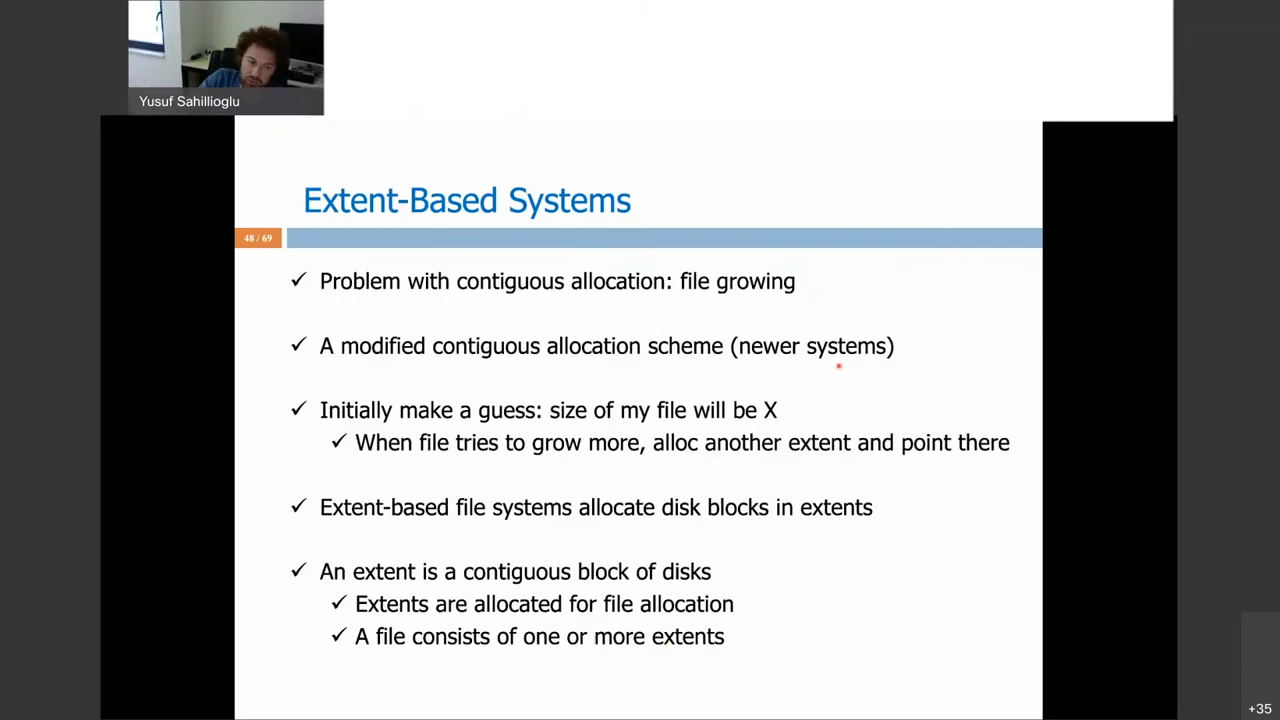 Yusuf Sahillioglu
Extent-Based Systems
48 / 69
✓ Problem with contiguous allocation: file growing
✓ A modified contiguous allocation scheme (newer systems)
✓ Initially make a guess: size of my file will be X
✓ When file tries to grow more, alloc another extent and point there
✓ Extent-based file systems allocate disk blocks in extents
✓ An extent is a contiguous block of disks
✓ Extents are allocated for file allocation
✓ A file consists of one or more extents
+35